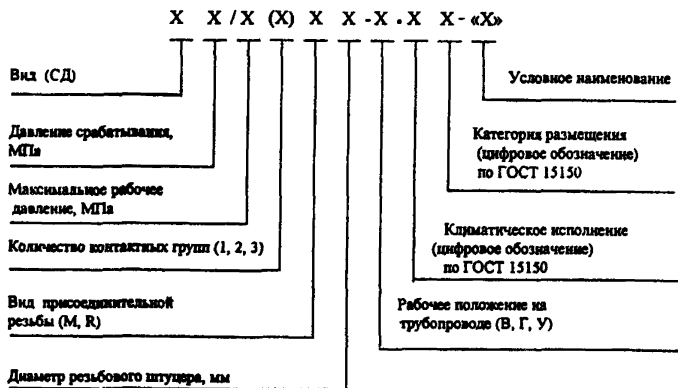 X X / X (X) X X - X . X X - «X»
Вид (СД)
Условное наименование
Давление срабатывания,
МПа
Категория размещения
(цифровое обозначение)
по ГОСТ 15150
Максимальное рабочее
давление, МПа
Климатическое исполнение
(цифровое обозначение)
по ГОСТ 15150
Количество контактных групп (1, 2, 3)
Вид присоединительной
резьбы (М, R)
Рабочее положение на
трубопроводе (В, Г, У)
Диаметр резьбового штуцера, мм